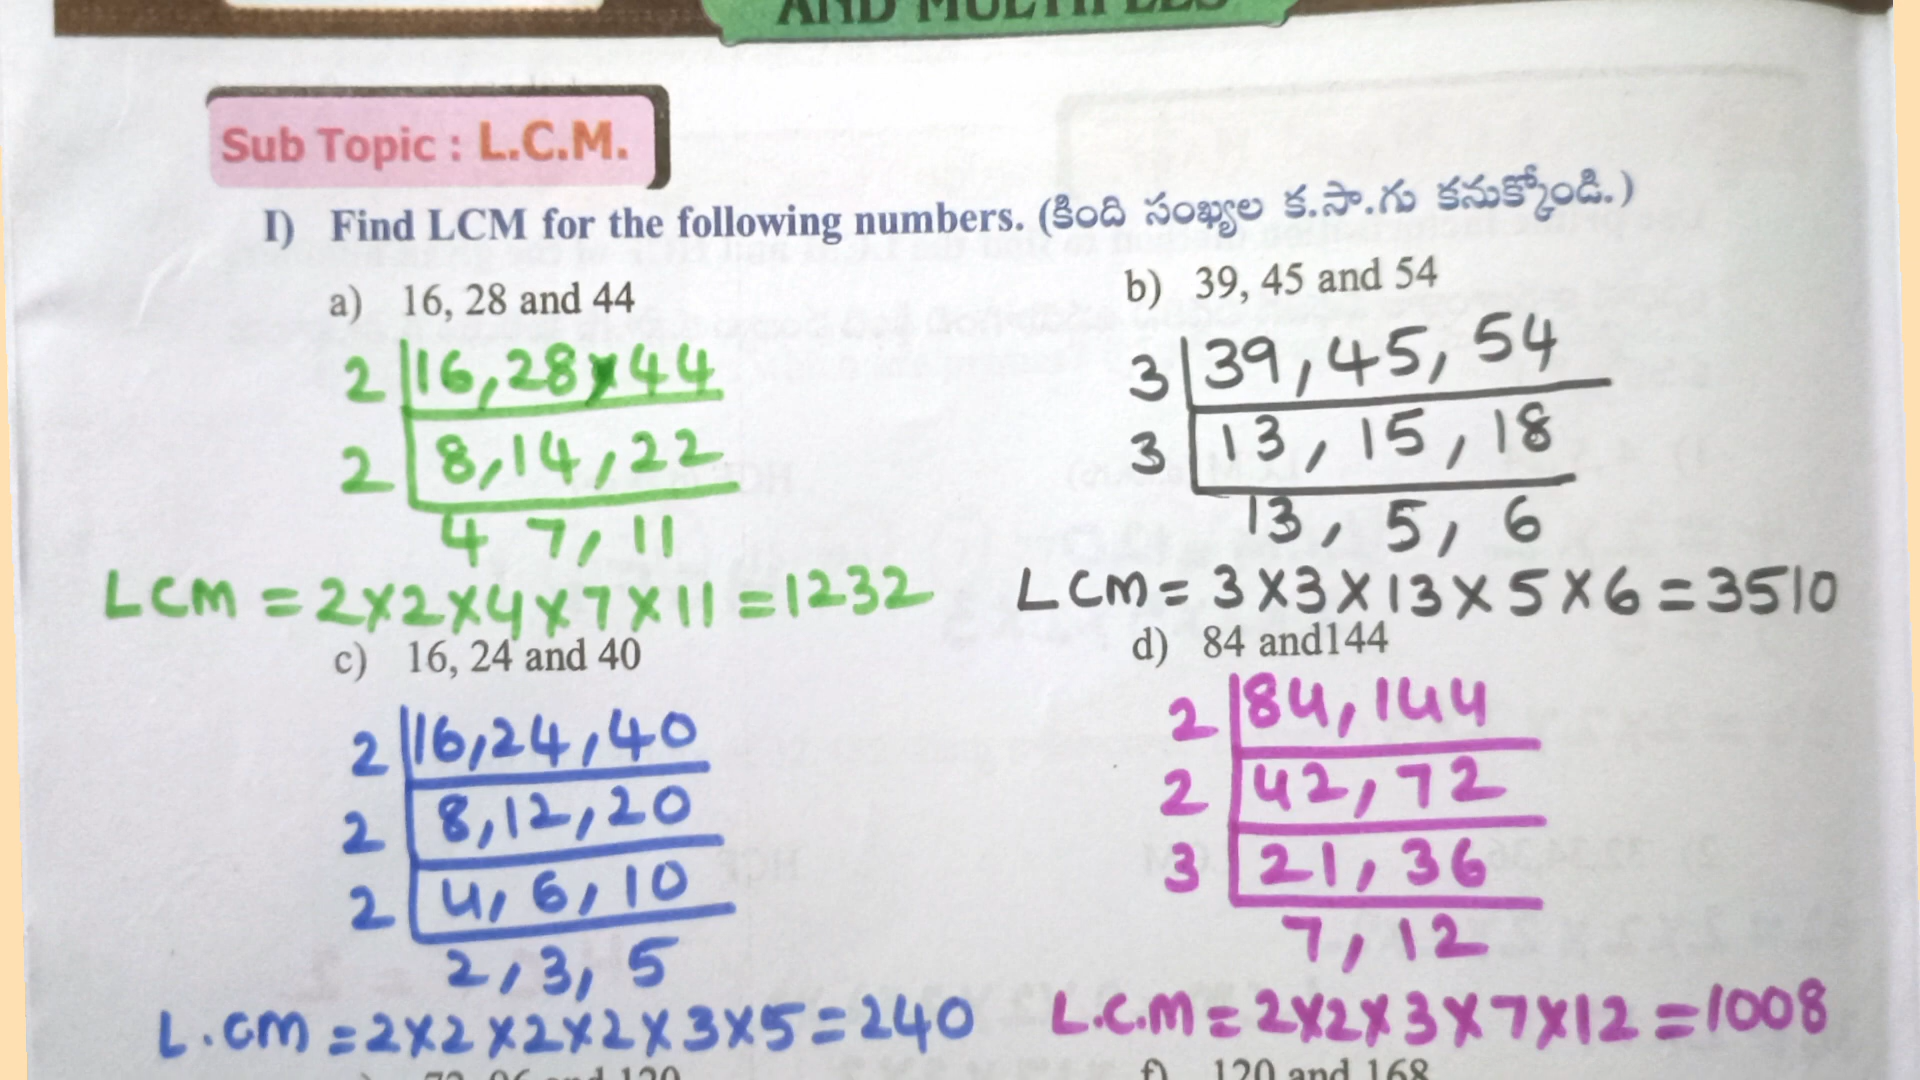 AND MULTIPLES
Sub Topic : L.C.M.
I) Find LCM for the following numbers. (కింది సంఖ్యల క.సా.గు కనుక్కోండి.)
a) 16, 28 and 44
b) 39, 45 and 54
2 16, 28, 44
2 8, 14, 22
4 7, 11
LCM = 2×2×4×7×11 = 1232
3 39, 45, 54
3 13, 15, 18
13, 5, 6
LCM = 3×3×13×5×6 = 3510
c) 16, 24 and 40
d) 84 and144
2 16, 24, 40
2 8, 12, 20
2 4, 6, 10
2, 3, 5
L.CM = 2×2×2×2×3×5 = 240
2 84, 144
2 42, 72
3 21, 36
7, 12
L.C.M = 2×2×3×7×12 = 1008
f) 120 and 168